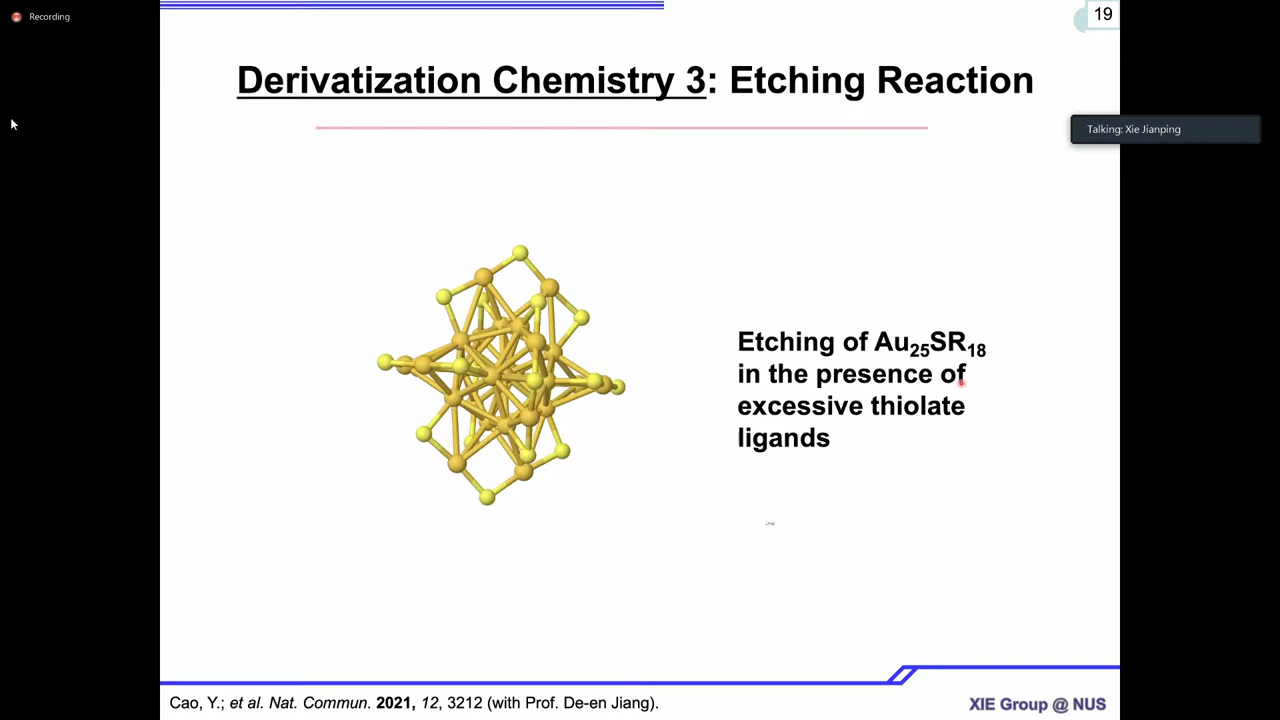 Recording
19
Derivatization Chemistry 3: Etching Reaction
Talking: Xie Jianping
Etching of Au25SR18
in the presence of
excessive thiolate
ligands
Cao, Y.; et al. Nat. Commun. 2021, 12, 3212 (with Prof. De-en Jiang).
XIE Group @ NUS